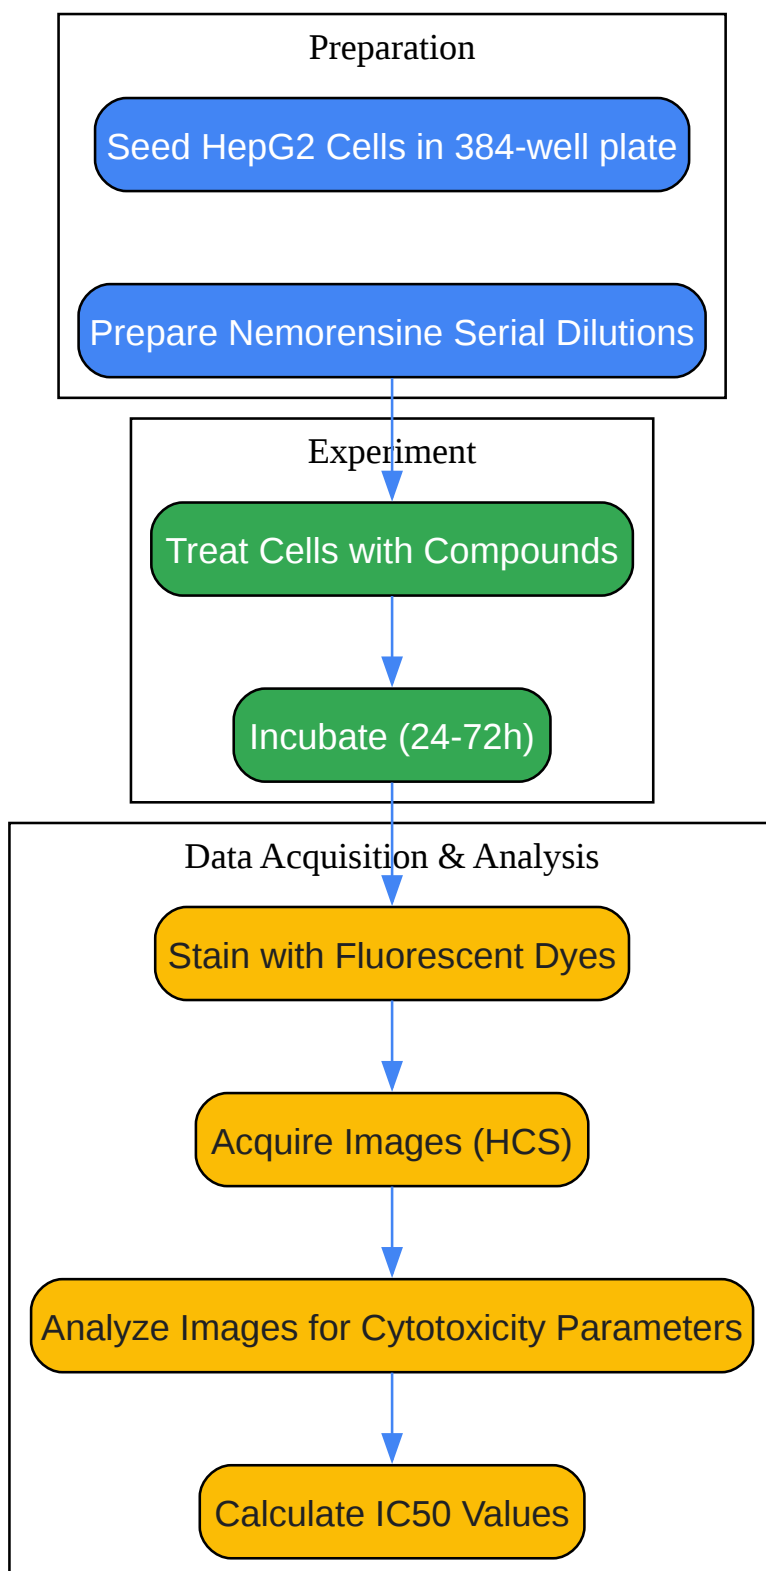 Preparation
Seed HepG2 Cells in 384-well plate
Prepare Nemorensine Serial Dilutions
Experiment
Treat Cells with Compounds
Incubate (24-72h)
Data Acquisition & Analysis
Stain with Fluorescent Dyes
Acquire Images (HCS)
Analyze Images for Cytotoxicity Parameters
Calculate IC50 Values